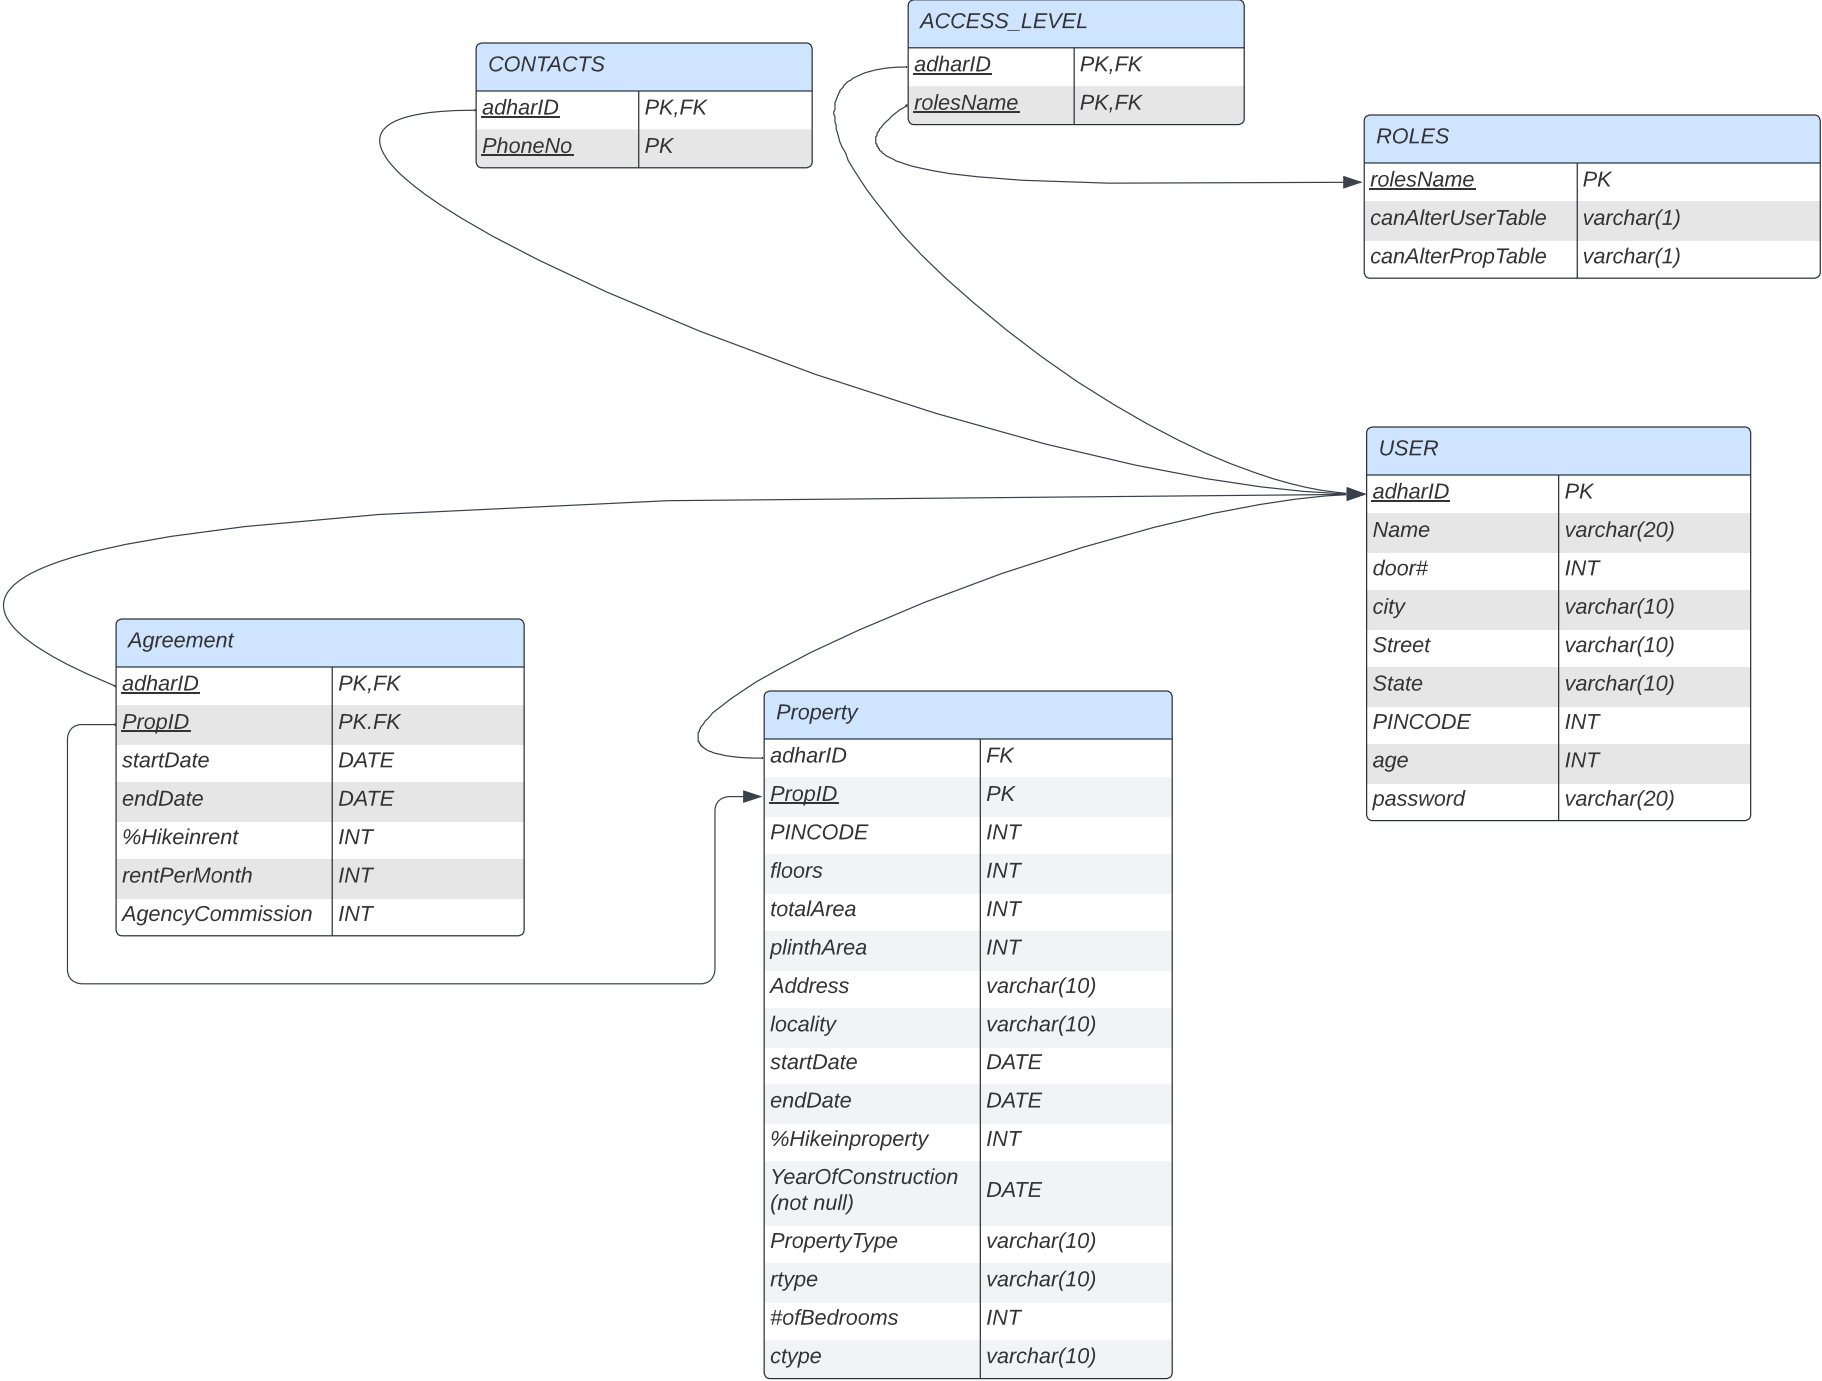 ACCESS_LEVEL
adharID PK,FK
rolesName PK,FK
CONTACTS
adharID PK,FK
PhoneNo PK
ROLES
rolesName PK
canAlterUserTable varchar(1)
canAlterPropTable varchar(1)
USER
adharID PK
Name varchar(20)
door# INT
city varchar(10)
Street varchar(10)
State varchar(10)
PINCODE INT
age INT
password varchar(20)
Agreement
adharID PK,FK
PropID PK.FK
startDate DATE
endDate DATE
%Hikeinrent INT
rentPerMonth INT
AgencyCommission INT
Property
adharID FK
PropID PK
PINCODE INT
floors INT
totalArea INT
plinthArea INT
Address varchar(10)
locality varchar(10)
startDate DATE
endDate DATE
%Hikeinproperty INT
YearOfConstruction
(not null) DATE
PropertyType varchar(10)
rtype varchar(10)
#ofBedrooms INT
ctype varchar(10)